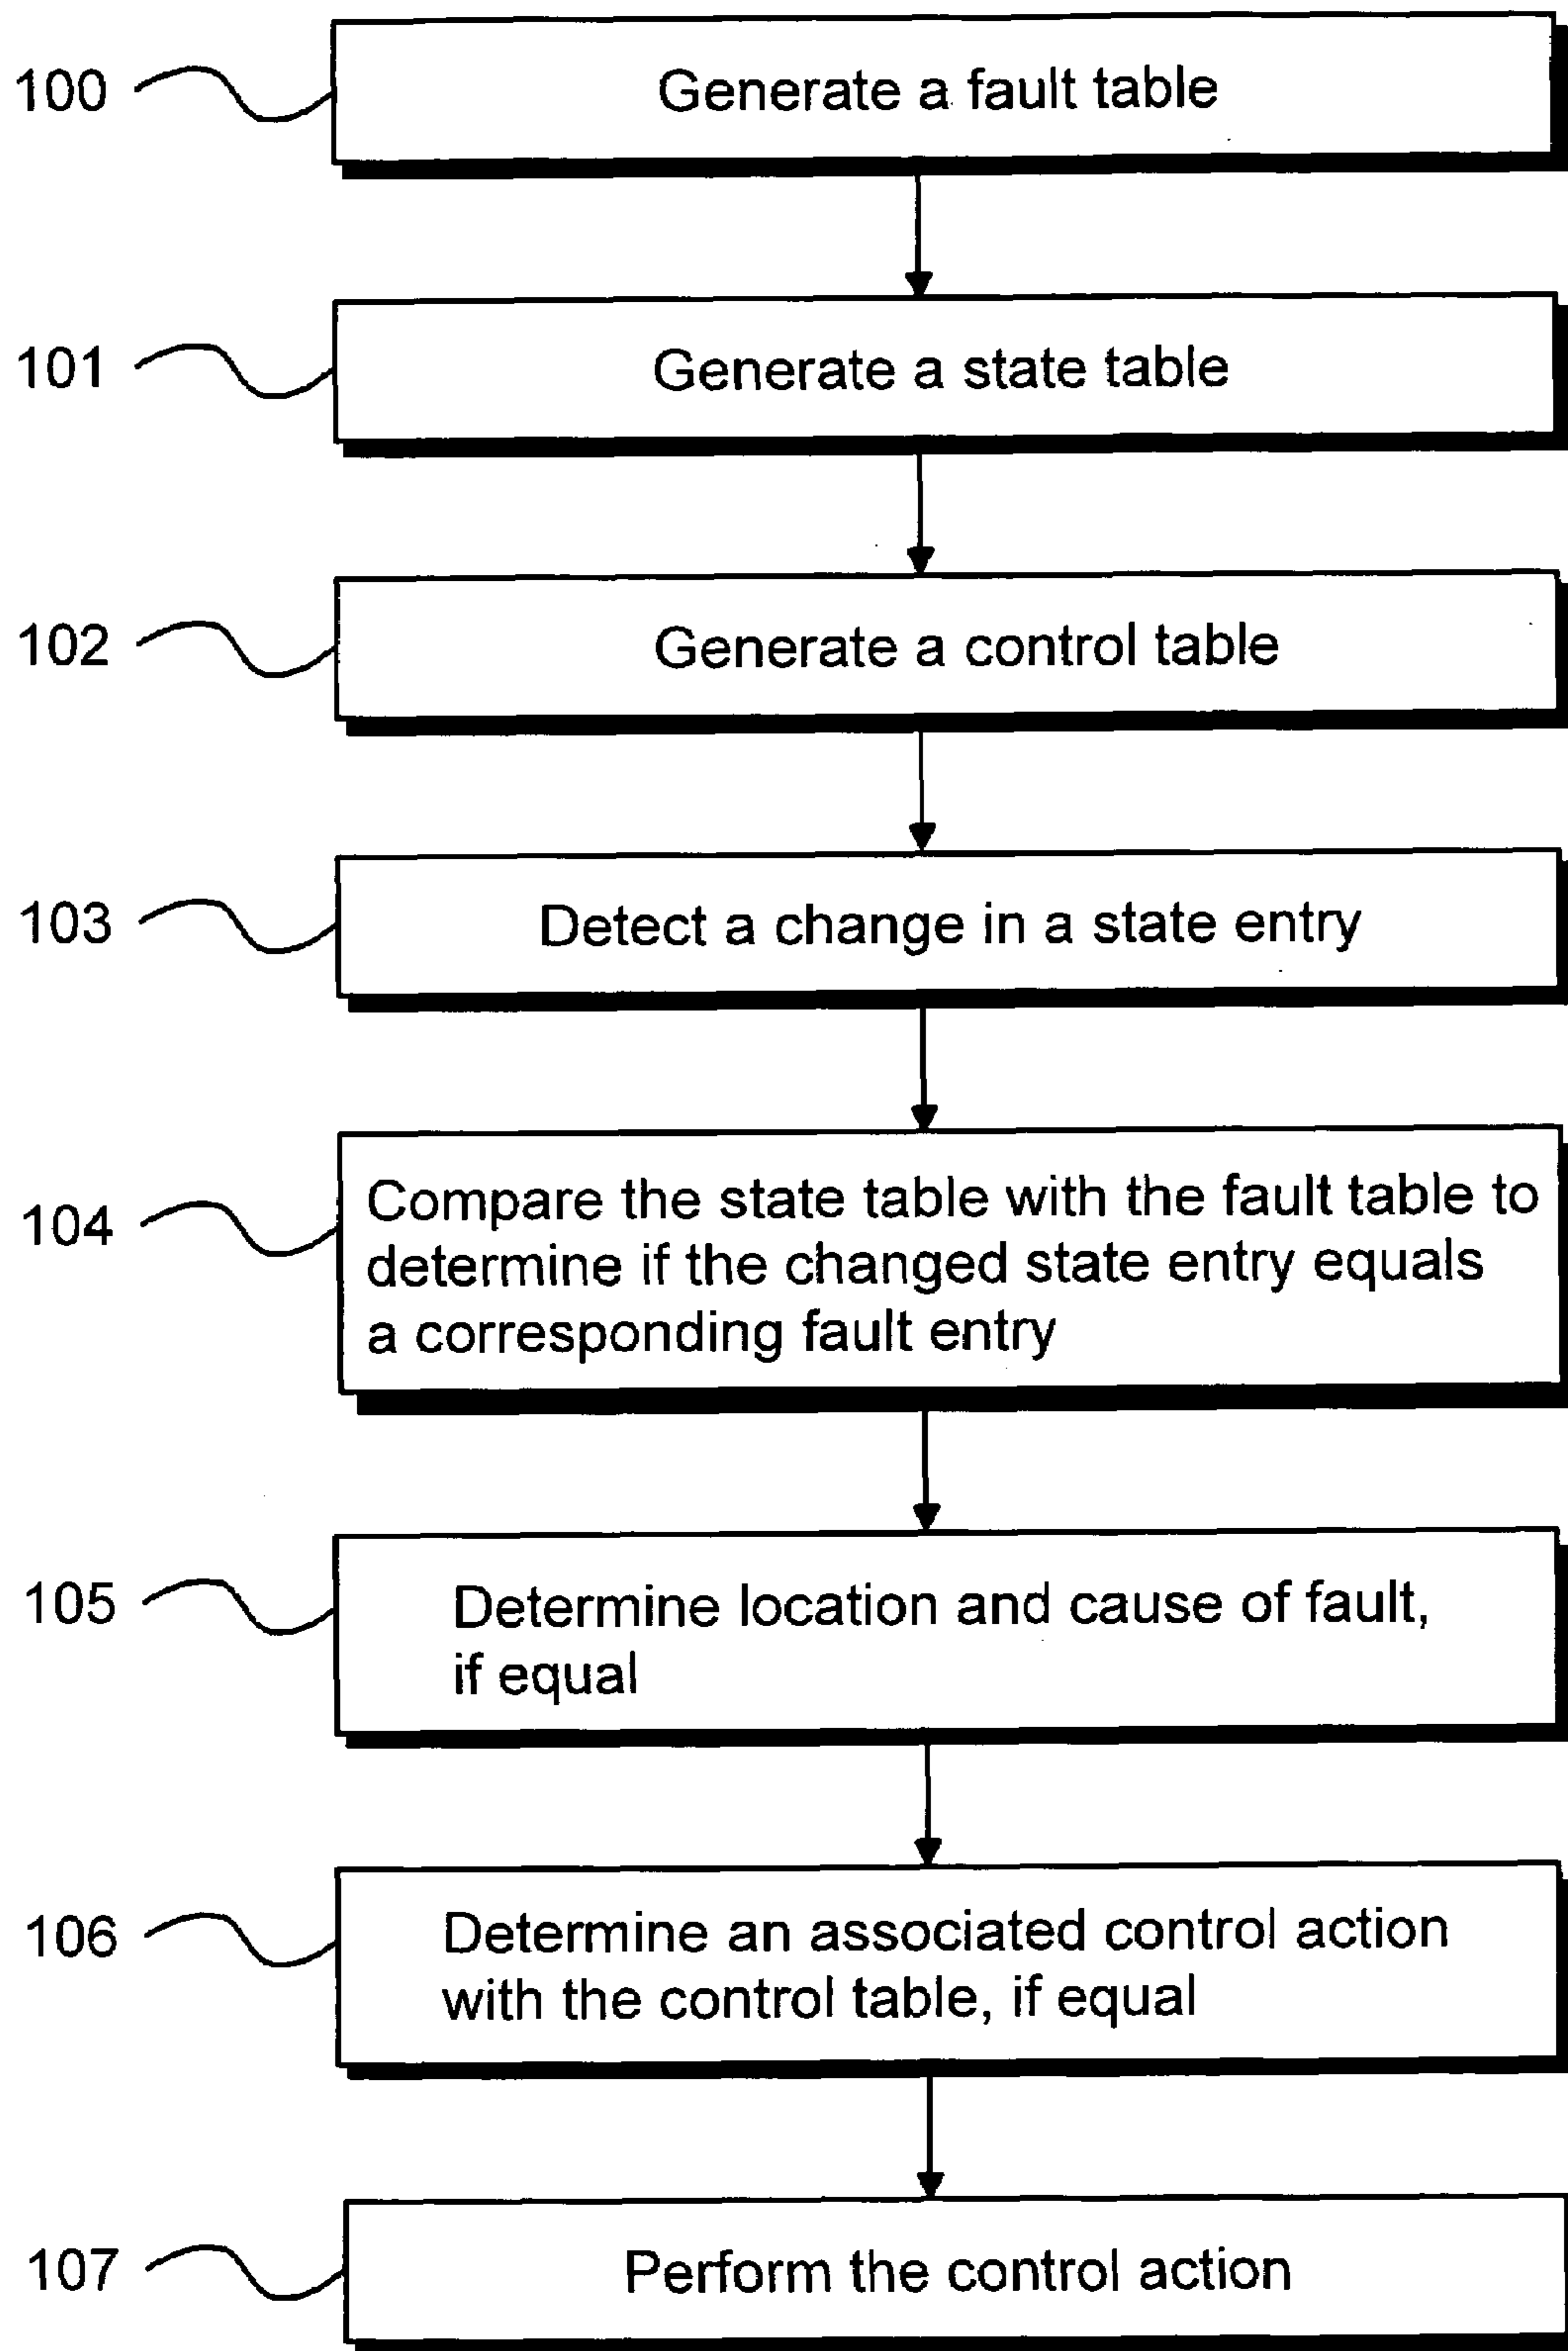 100 Generate a fault table
101 Generate a state table
102 Generate a control table
103 Detect a change in a state entry
104 Compare the state table with the fault table to
determine if the changed state entry equals
a corresponding fault entry
105 Determine location and cause of fault,
if equal
106 Determine an associated control action
with the control table, if equal
107 Perform the control action